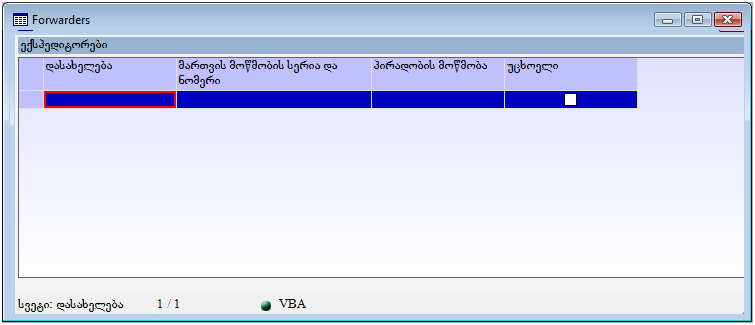 Forwarders
ექსპედიტორები
დასახელება
მართვის მოწმობის სერია და
ნომერი
პირადობის მოწმობა
უცხოელი
სვეტი: დასახელება 1 / 1 VBA